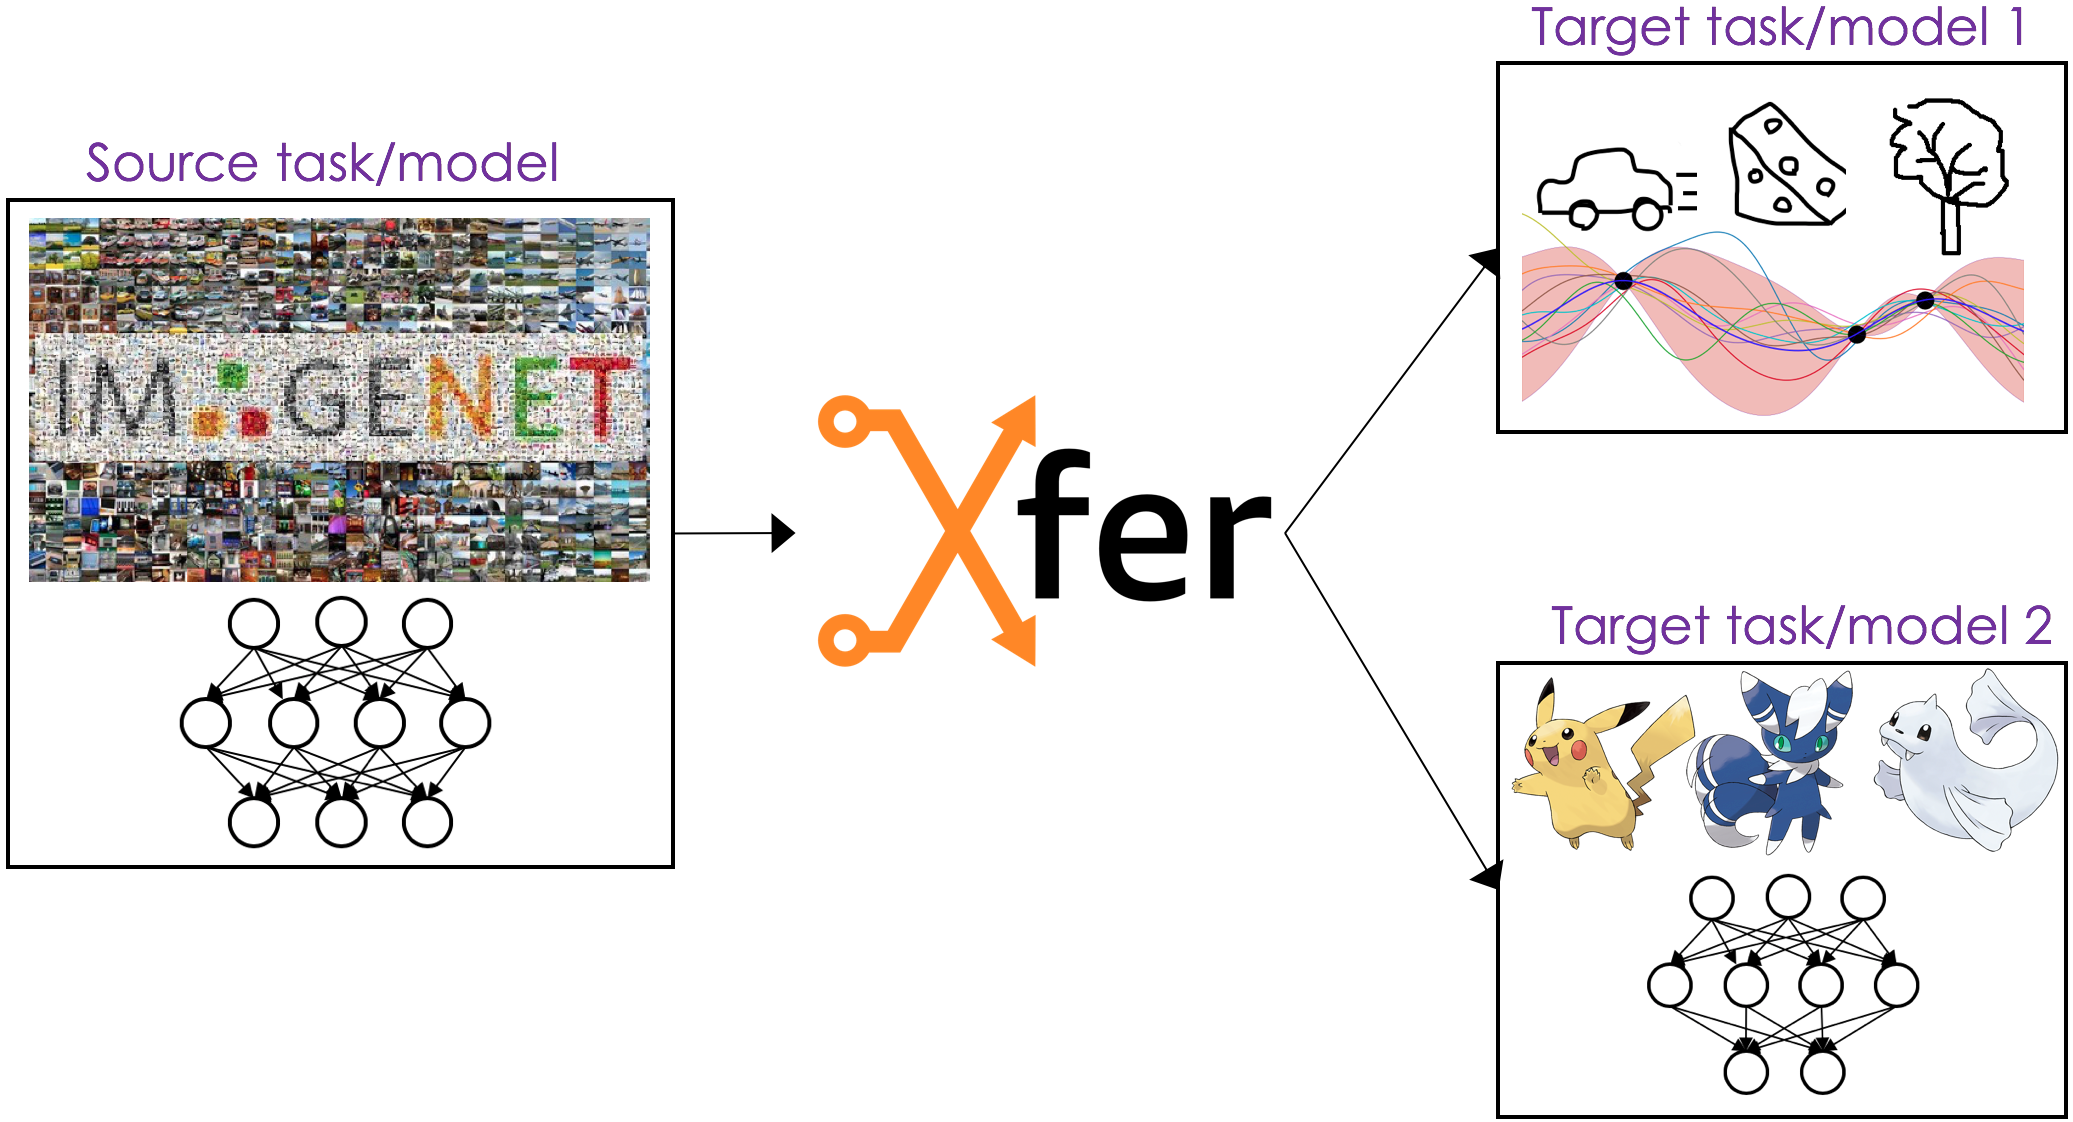 Source task/model
IMAGENET
Xfer
Target task/model 1
Target task/model 2